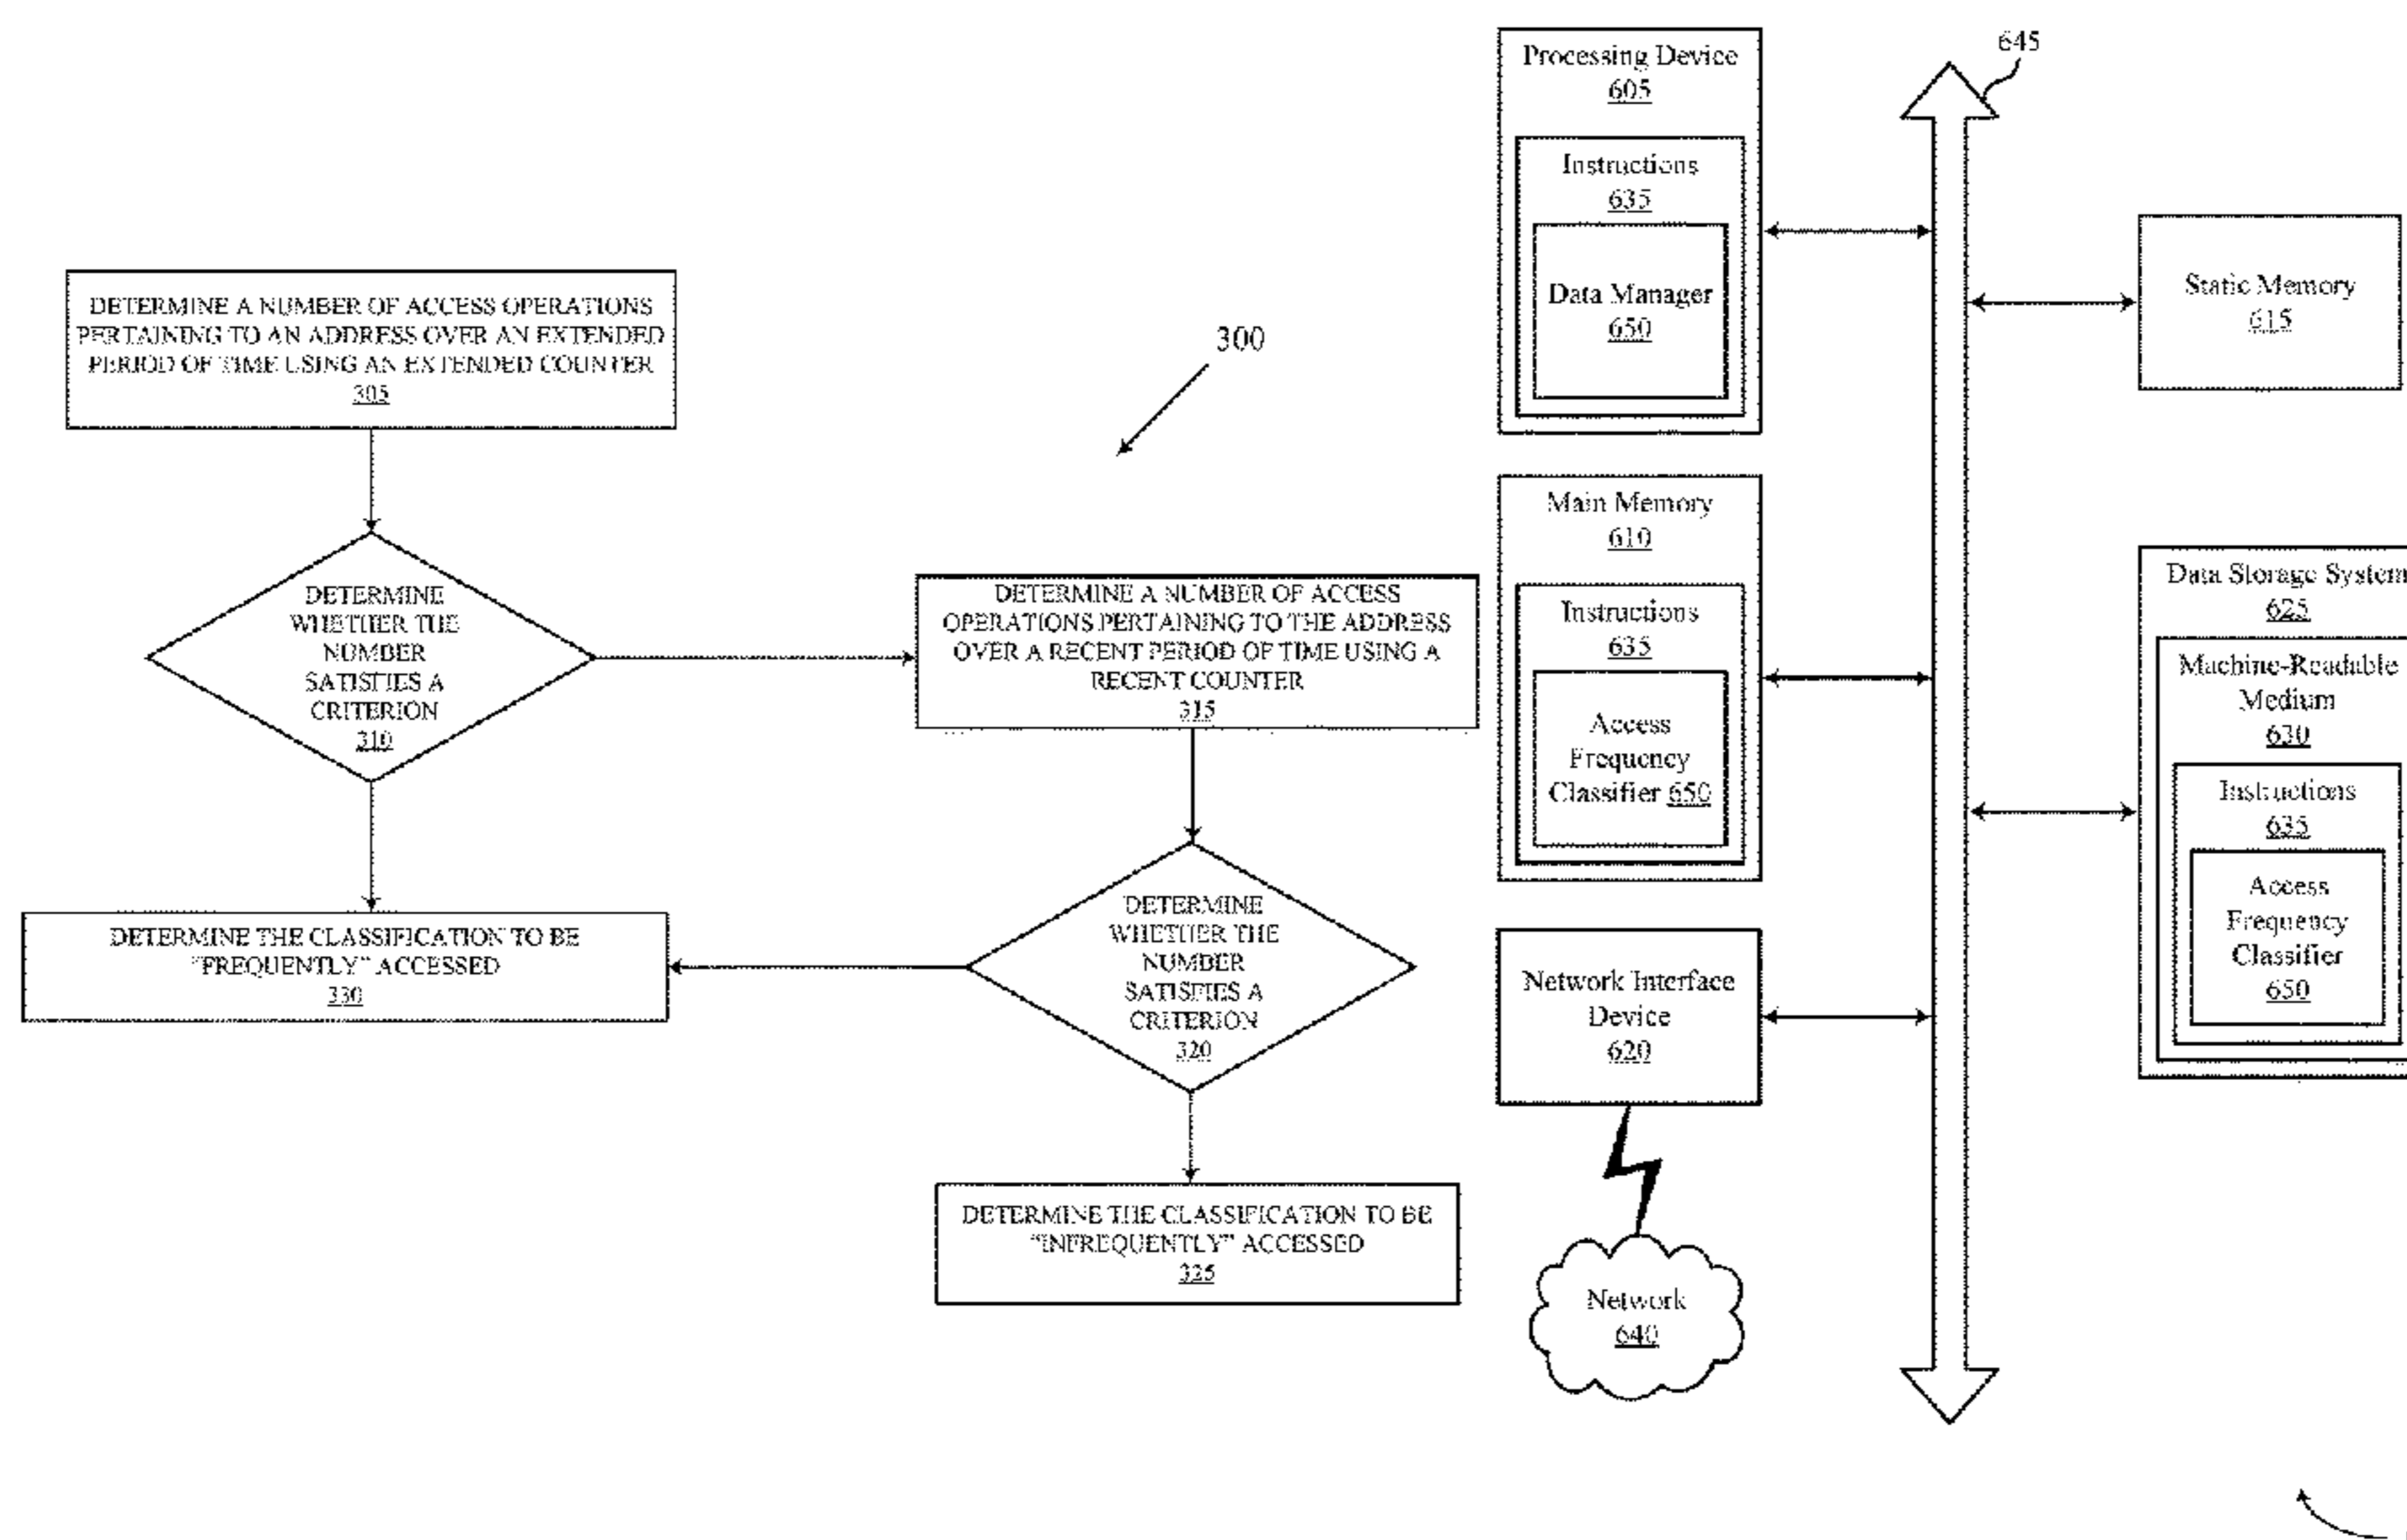 DETERMINE A NUMBER OF ACCESS OPERATIONS
PERTAINING TO AN ADDRESS OVER AN EXTENDED
PERIOD OF TIME USING AN EXTENDED COUNTER
305
DETERMINE
WHETHER THE
NUMBER
SATISFIES A
CRITERION
310
300
DETERMINE A NUMBER OF ACCESS
OPERATIONS PERTAINING TO THE ADDRESS
OVER A RECENT PERIOD OF TIME USING A
RECENT COUNTER
315
DETERMINE THE CLASSIFICATION TO BE
"FREQUENTLY" ACCESSED
330
DETERMINE
WHETHER THE
NUMBER
SATISFIES A
CRITERION
320
DETERMINE THE CLASSIFICATION TO BE
"INFREQUENTLY" ACCESSED
325
Processing Device
605
Instructions
635
Data Manager
650
Main Memory
610
Instructions
635
Access
Frequency
Classifier 650
Network Interface
Device
620
Network
640
645
Static Memory
615
Data Storage System
625
Machine-Readable
Medium
630
Instructions
635
Access
Frequency
Classifier
650